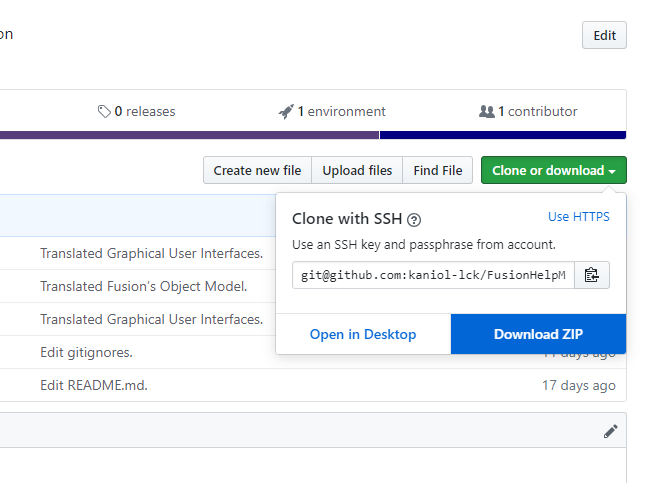 on
Edit
0 releases
1 environment
1 contributor
Create new file
Upload files
Find File
Clone or download
Clone with SSH
Use HTTPS
Use an SSH key and passphrase from account.
git@github.com:kaniol-lck/FusionHelpM
Open in Desktop
Download ZIP
Translated Graphical User Interfaces.
Translated Fusion’s Object Model.
Translated Graphical User Interfaces.
Edit gitignores.
17 days ago
Edit README.md.
17 days ago